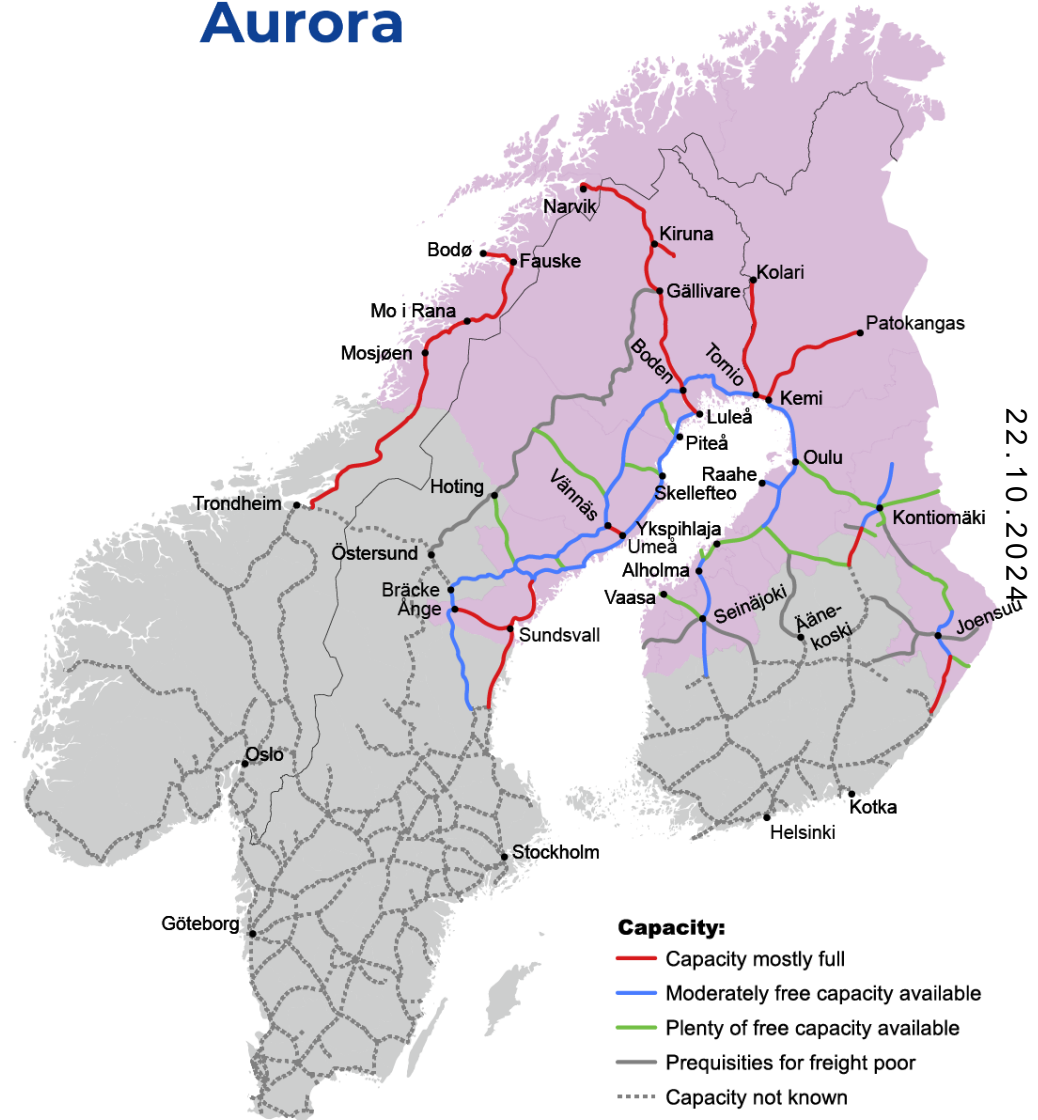 Aurora
Narvik
Kiruna
Bodø
Fauske
Kolari
Gällivare
Mo i Rana
Patokangas
Mosjøen
Boden
Tornio
Kemi
Luleå
Piteå
Oulu
Raahe
Hoting
Vännäs
Skellefteo
Trondheim
Kontiomäki
Ykspihlaja
Umeå
Östersund
Alholma
Bräcke
Vaasa
Ånge
Seinäjoki
Ääne-
koski
Joensuu
Sundsvall
22.10.2024
Oslo
Kotka
Helsinki
Stockholm
Göteborg
Capacity:
Capacity mostly full
Moderately free capacity available
Plenty of free capacity available
Prequisities for freight poor
Capacity not known